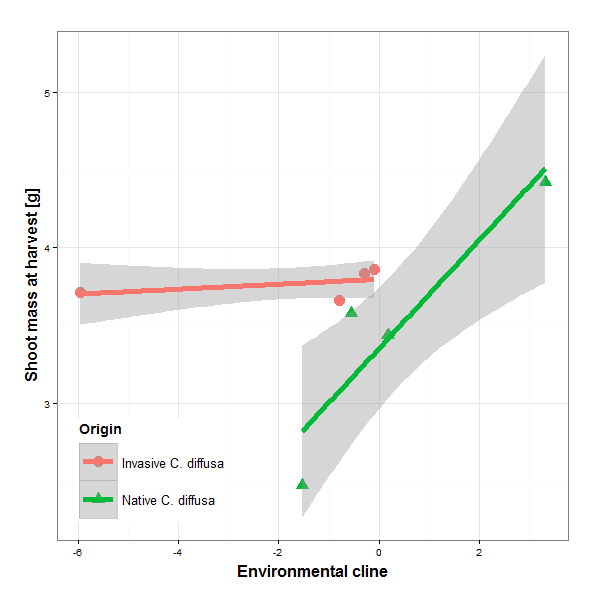 5
4
3
Shoot mass at harvest [g]
Origin
Invasive C. diffusa
Native C. diffusa
-6 -4 -2 0 2
Environmental cline